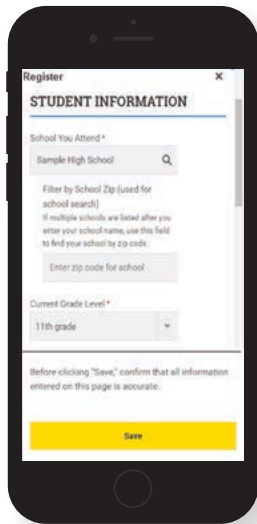 Register
STUDENT INFORMATION
School You Attend *
Sample High School
Filter by School Zip (used for
school search)
If multiple schools are listed after you
enter your school name, use this field
to find your school by zip code.
Enter zip code for school
Current Grade Level *
11th grade
Before clicking "Save," confirm that all information
entered on this page is accurate.
Save